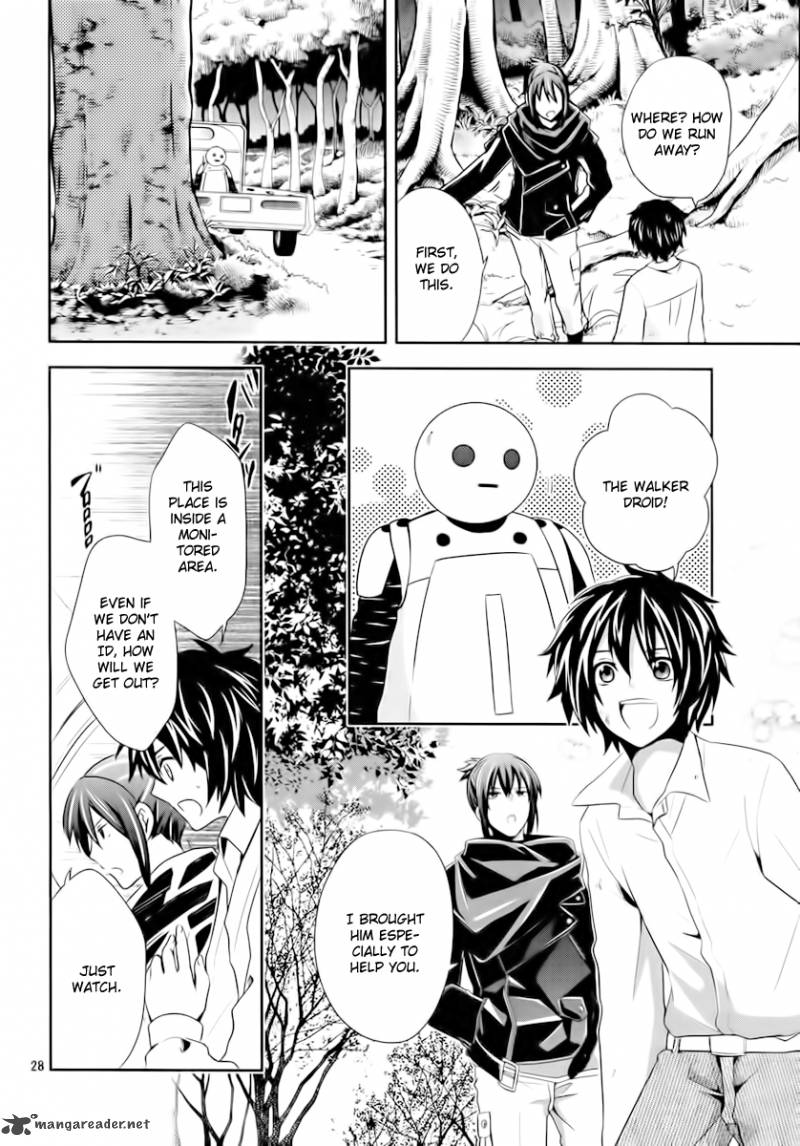 WHERE? HOW
DO WE RUN
AWAY?
FIRST,
WE DO
THIS.
THE WALKER
DROID!
I BROUGHT
HIM ESPE-
CIALLY TO
HELP YOU.
THIS
PLACE IS
INSIDE A
MONI-
TORED
AREA.
EVEN IF
WE DON'T
HAVE AN
ID, HOW
WILL WE
GET OUT?
JUST
WATCH.
28
mangareader.net